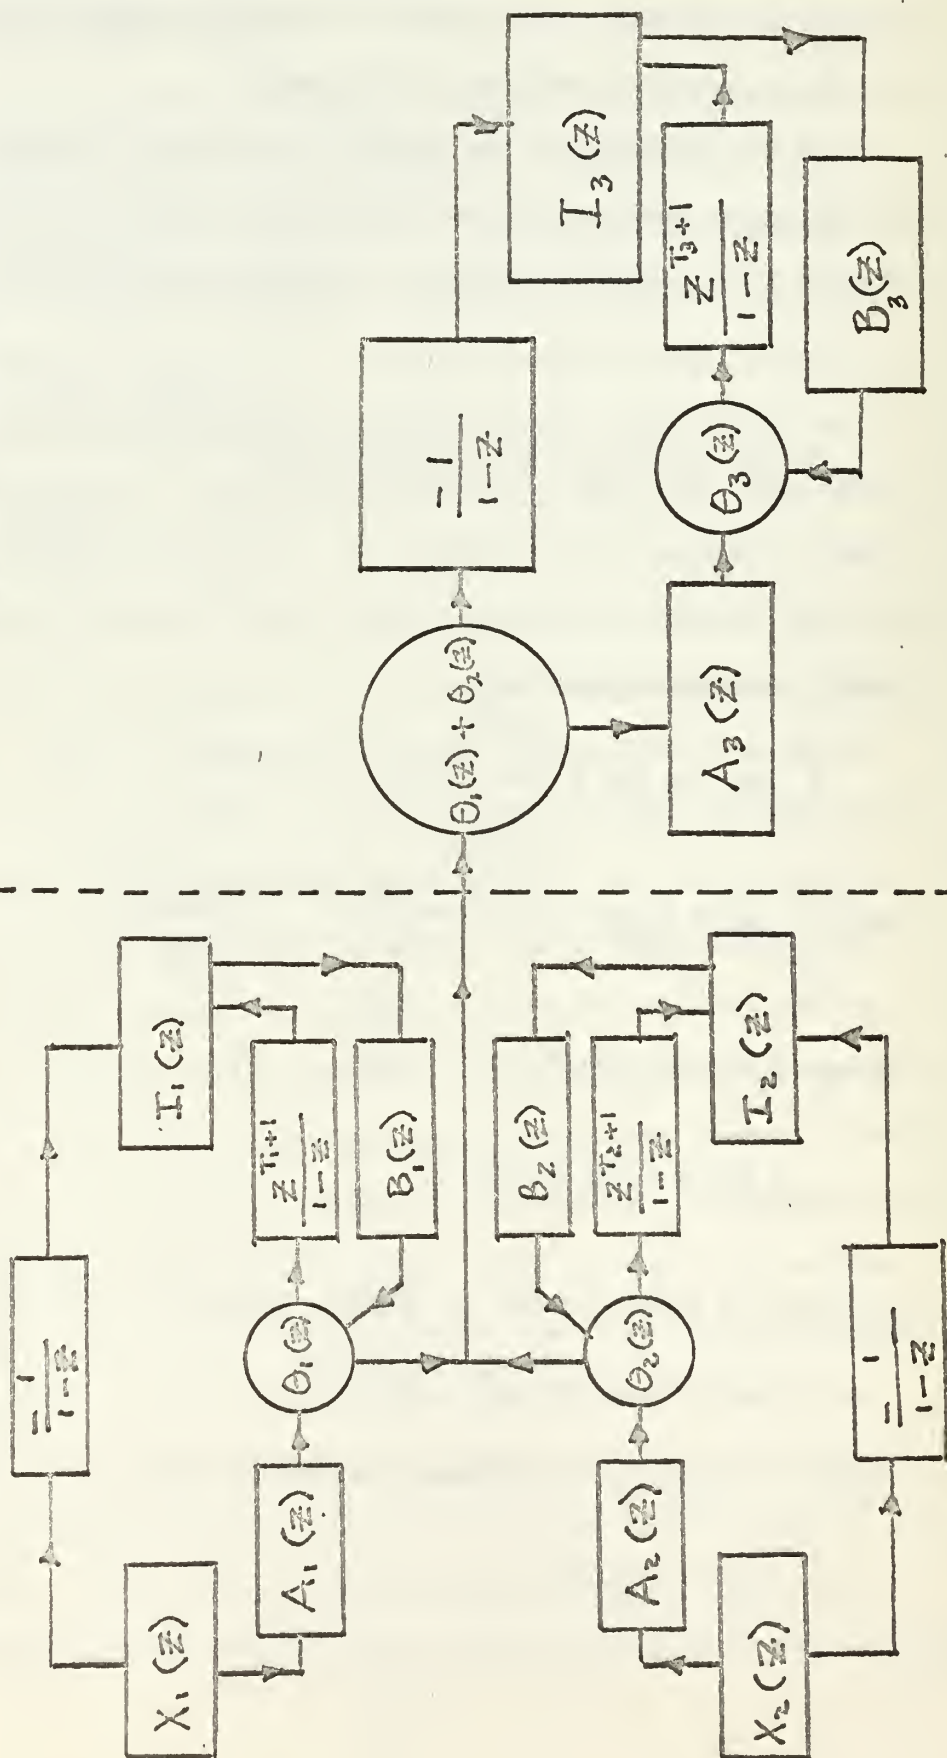 - 1
1-Z
X₁(Z)
I₁(Z)
A₁(Z)
θ₁(Z)
Z^T₁+1
1-Z
B₁(Z)
B₂(Z)
A₂(Z)
θ₂(Z)
Z^T₂+1
1-Z
X₂(Z)
I₂(Z)
- 1
1-Z
θ₁(Z)+θ₂(Z)
- 1
1-Z
I₃(Z)
A₃(Z)
θ₃(Z)
Z^T₃+1
1-Z
B₃(Z)